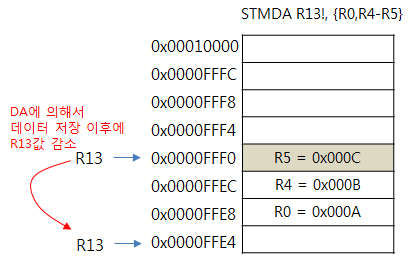 STMDA R13!, {R0,R4-R5}
0x00010000
0x0000FFFC
0x0000FFF8
0x0000FFF4
DA에 의해서
데이터 저장 이후에
R13값 감소
R13 0x0000FFF0 R5 = 0x000C
0x0000FFEC R4 = 0x000B
0x0000FFE8 R0 = 0x000A
R13 0x0000FFE4